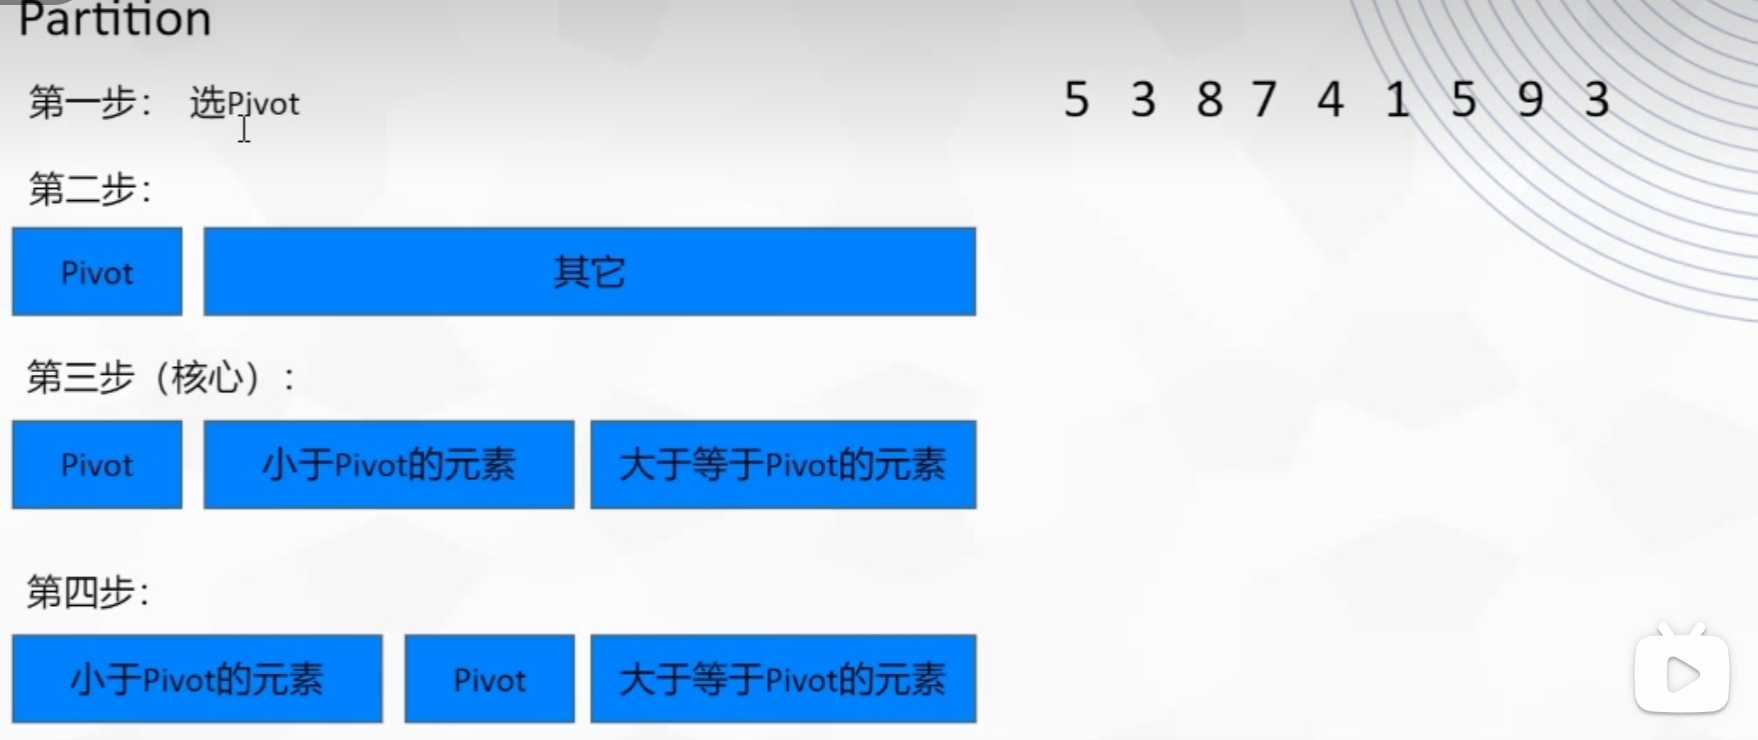 Partition
第一步： 选Pivot
5 3 8 7 4 1 5 9 3
第二步：
Pivot
其它
第三步（核心）:
Pivot
小于Pivot的元素
大于等于Pivot的元素
第四步：
小于Pivot的元素
Pivot
大于等于Pivot的元素